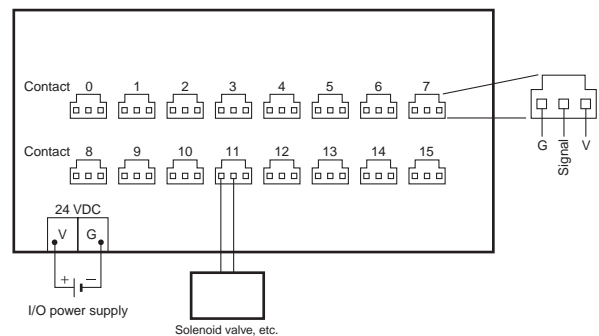 Contact 0 1 2 3 4 5 6 7
G Signal V
Contact 8 9 10 11 12 13 14 15
24 VDC
V G
+ −
I/O power supply
Solenoid valve, etc.